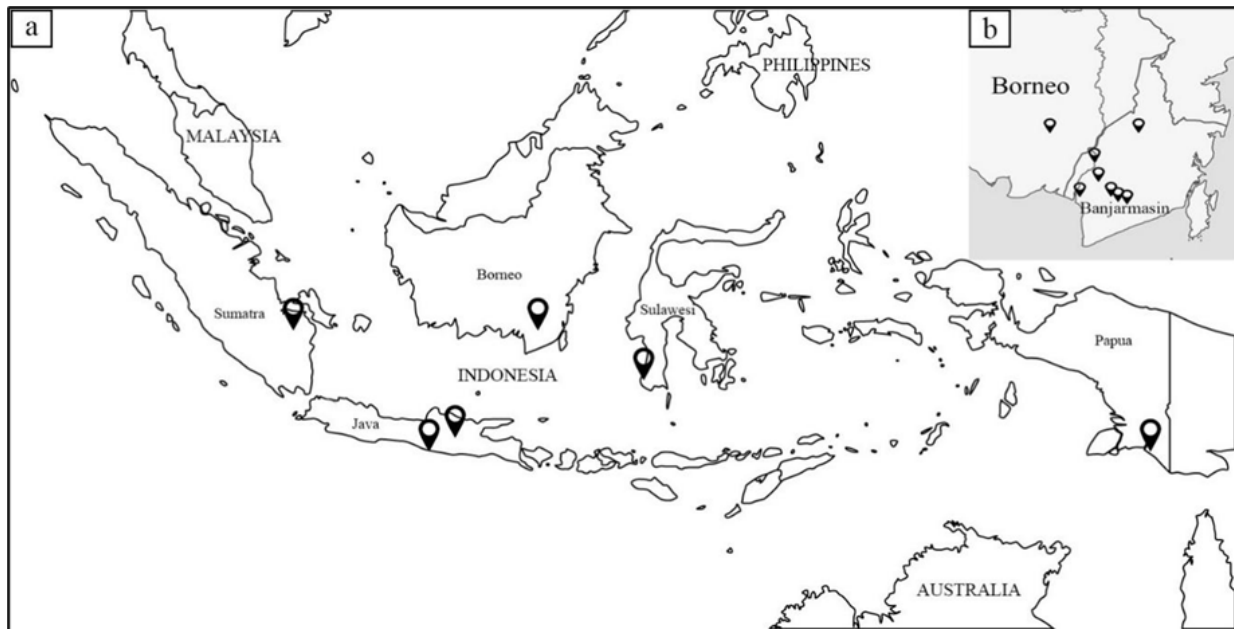 a
b
PHILIPPINES
Borneo
MALAYSIA
Banjarmasin
Borneo
Sumatra
Sulawesi
Papua
INDONESIA
Java
AUSTRALIA